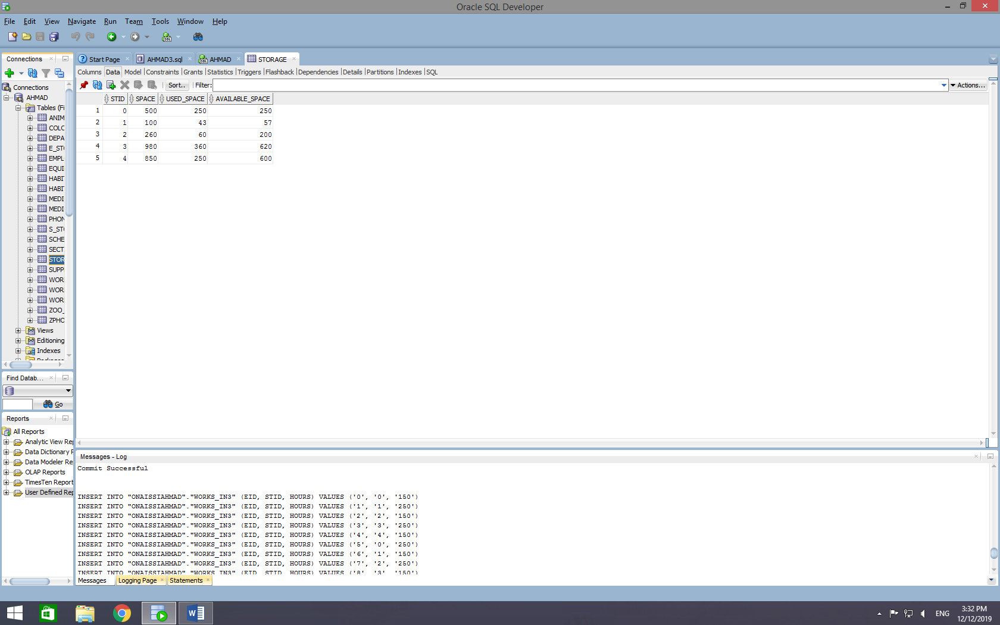 Oracle SQL Developer
File Edit View Navigate Run Team Tools Window Help
Connections
Start Page
AHMAD3.sql
AHMAD
STORAGE
Columns Data Model Constraints Grants Statistics Triggers Flashback Dependencies Details Partitions Indexes SQL
Sort.. Filter: Actions...
Connections
AHMAD
Tables (Fi
ANIM
COLC
DEPA
E_ST
EMPL
EQUI
HABI
HABI
MEDI
MEDI
PHON
S_ST
SCHE
SECT
STOR
SUPP
WOR
WOR
WOR
ZOO_
ZPHO
Views
Editioning
Indexes
STID SPACE USED_SPACE AVAILABLE_SPACE
1 0 500 250 250
2 1 100 43 57
3 2 260 60 200
4 3 980 360 620
5 4 850 250 600
Find Datab...
Go
Reports
All Reports
Analytic View Rep
Data Dictionary R
Data Modeler Re
OLAP Reports
TimesTen Report
User Defined Rep
Messages - Log
Commit Successful
INSERT INTO "ONAISSIAHMAD"."WORKS_IN3" (EID, STID, HOURS) VALUES ('0', '0', '150')
INSERT INTO "ONAISSIAHMAD"."WORKS_IN3" (EID, STID, HOURS) VALUES ('1', '1', '250')
INSERT INTO "ONAISSIAHMAD"."WORKS_IN3" (EID, STID, HOURS) VALUES ('2', '2', '150')
INSERT INTO "ONAISSIAHMAD"."WORKS_IN3" (EID, STID, HOURS) VALUES ('3', '3', '250')
INSERT INTO "ONAISSIAHMAD"."WORKS_IN3" (EID, STID, HOURS) VALUES ('4', '4', '150')
INSERT INTO "ONAISSIAHMAD"."WORKS_IN3" (EID, STID, HOURS) VALUES ('5', '0', '250')
INSERT INTO "ONAISSIAHMAD"."WORKS_IN3" (EID, STID, HOURS) VALUES ('6', '1', '150')
INSERT INTO "ONAISSIAHMAD"."WORKS_IN3" (EID, STID, HOURS) VALUES ('7', '2', '250')
INSERT INTO "ONAISSIAHMAD"."WORKS_IN3" (EID, STID, HOURS) VALUES ('8', '3', '150')
Messages Logging Page Statements
ENG
3:32 PM
12/12/2019